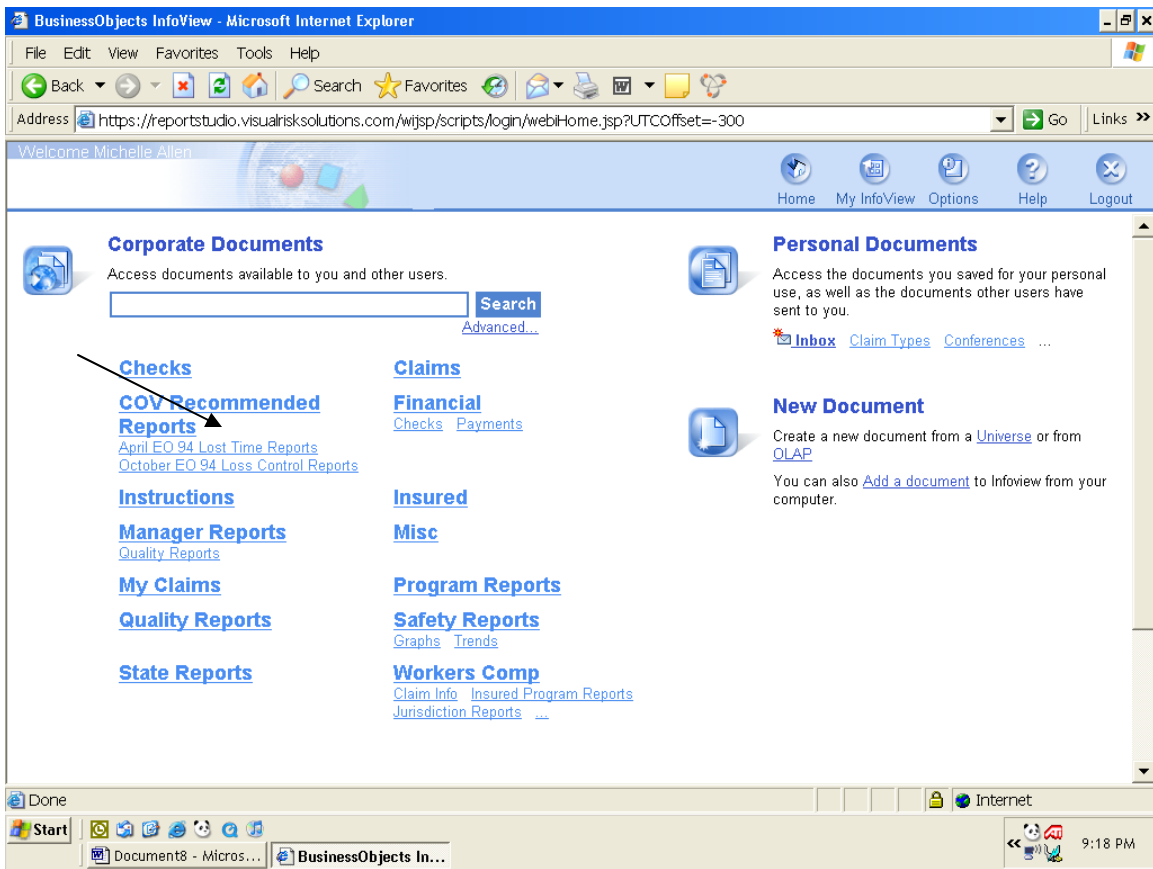 BusinessObjects InfoView - Microsoft Internet Explorer
File Edit View Favorites Tools Help
Back Search Favorites
Address https://reportstudio.visualrisksolutions.com/wijsp/scripts/login/webiHome.jsp?UTCOffset=-300 Go Links »
Welcome Michelle Allen
Home My InfoView Options Help Logout
Corporate Documents
Access documents available to you and other users.
Search
Advanced...
Checks
Claims
COV Recommended
Reports
April EO 94 Lost Time Reports
October EO 94 Loss Control Reports
Financial
Checks Payments
Instructions
Insured
Manager Reports
Quality Reports
Misc
My Claims
Program Reports
Quality Reports
Safety Reports
Graphs Trends
State Reports
Workers Comp
Claim Info Insured Program Reports
Jurisdiction Reports ...
Personal Documents
Access the documents you saved for your personal
use, as well as the documents other users have
sent to you.
Inbox Claim Types Conferences ...
New Document
Create a new document from a Universe or from
OLAP
You can also Add a document to Infoview from your
computer.
Done
Internet
Start
9:18 PM
Document8 - Micros...
BusinessObjects In...